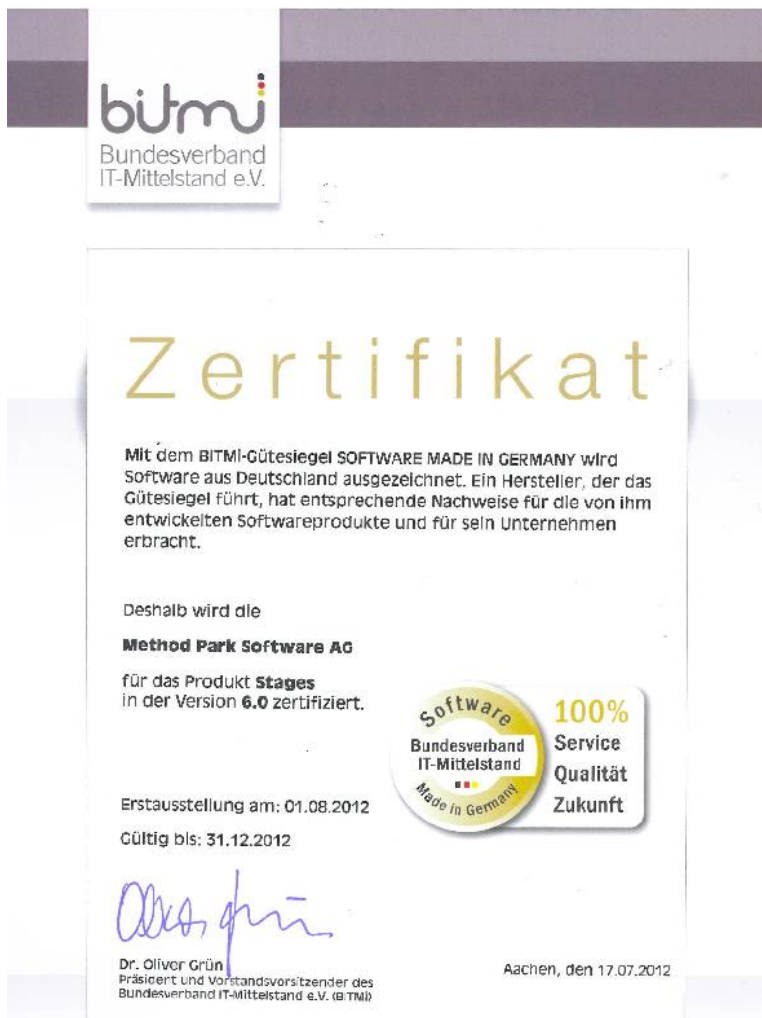 bitmi
Bundesverband
IT-Mittelstand e.V.
Zertifikat
Mit dem BITMi-Gütesiegel SOFTWARE MADE IN GERMANY wird
Software aus Deutschland ausgezeichnet. Ein Hersteller, der das
Gütesiegel führt, hat entsprechende Nachweise für die von ihm
entwickelten Softwareprodukte und für sein Unternehmen
erbracht.
Deshalb wird die
Method Park Software AG
für das Produkt Stages
in der Version 6.0 zertifiziert.
Software
Bundesverband
IT-Mittelstand
Made in Germany
100%
Service
Qualität
Zukunft
Erstausstellung am: 01.08.2012
Gültig bis: 31.12.2012
Dr. Oliver Grün
Präsident und Vorstandsvorsitzender des
Bundesverband IT-Mittelstand e.V. (BITMi)
Aachen, den 17.07.2012